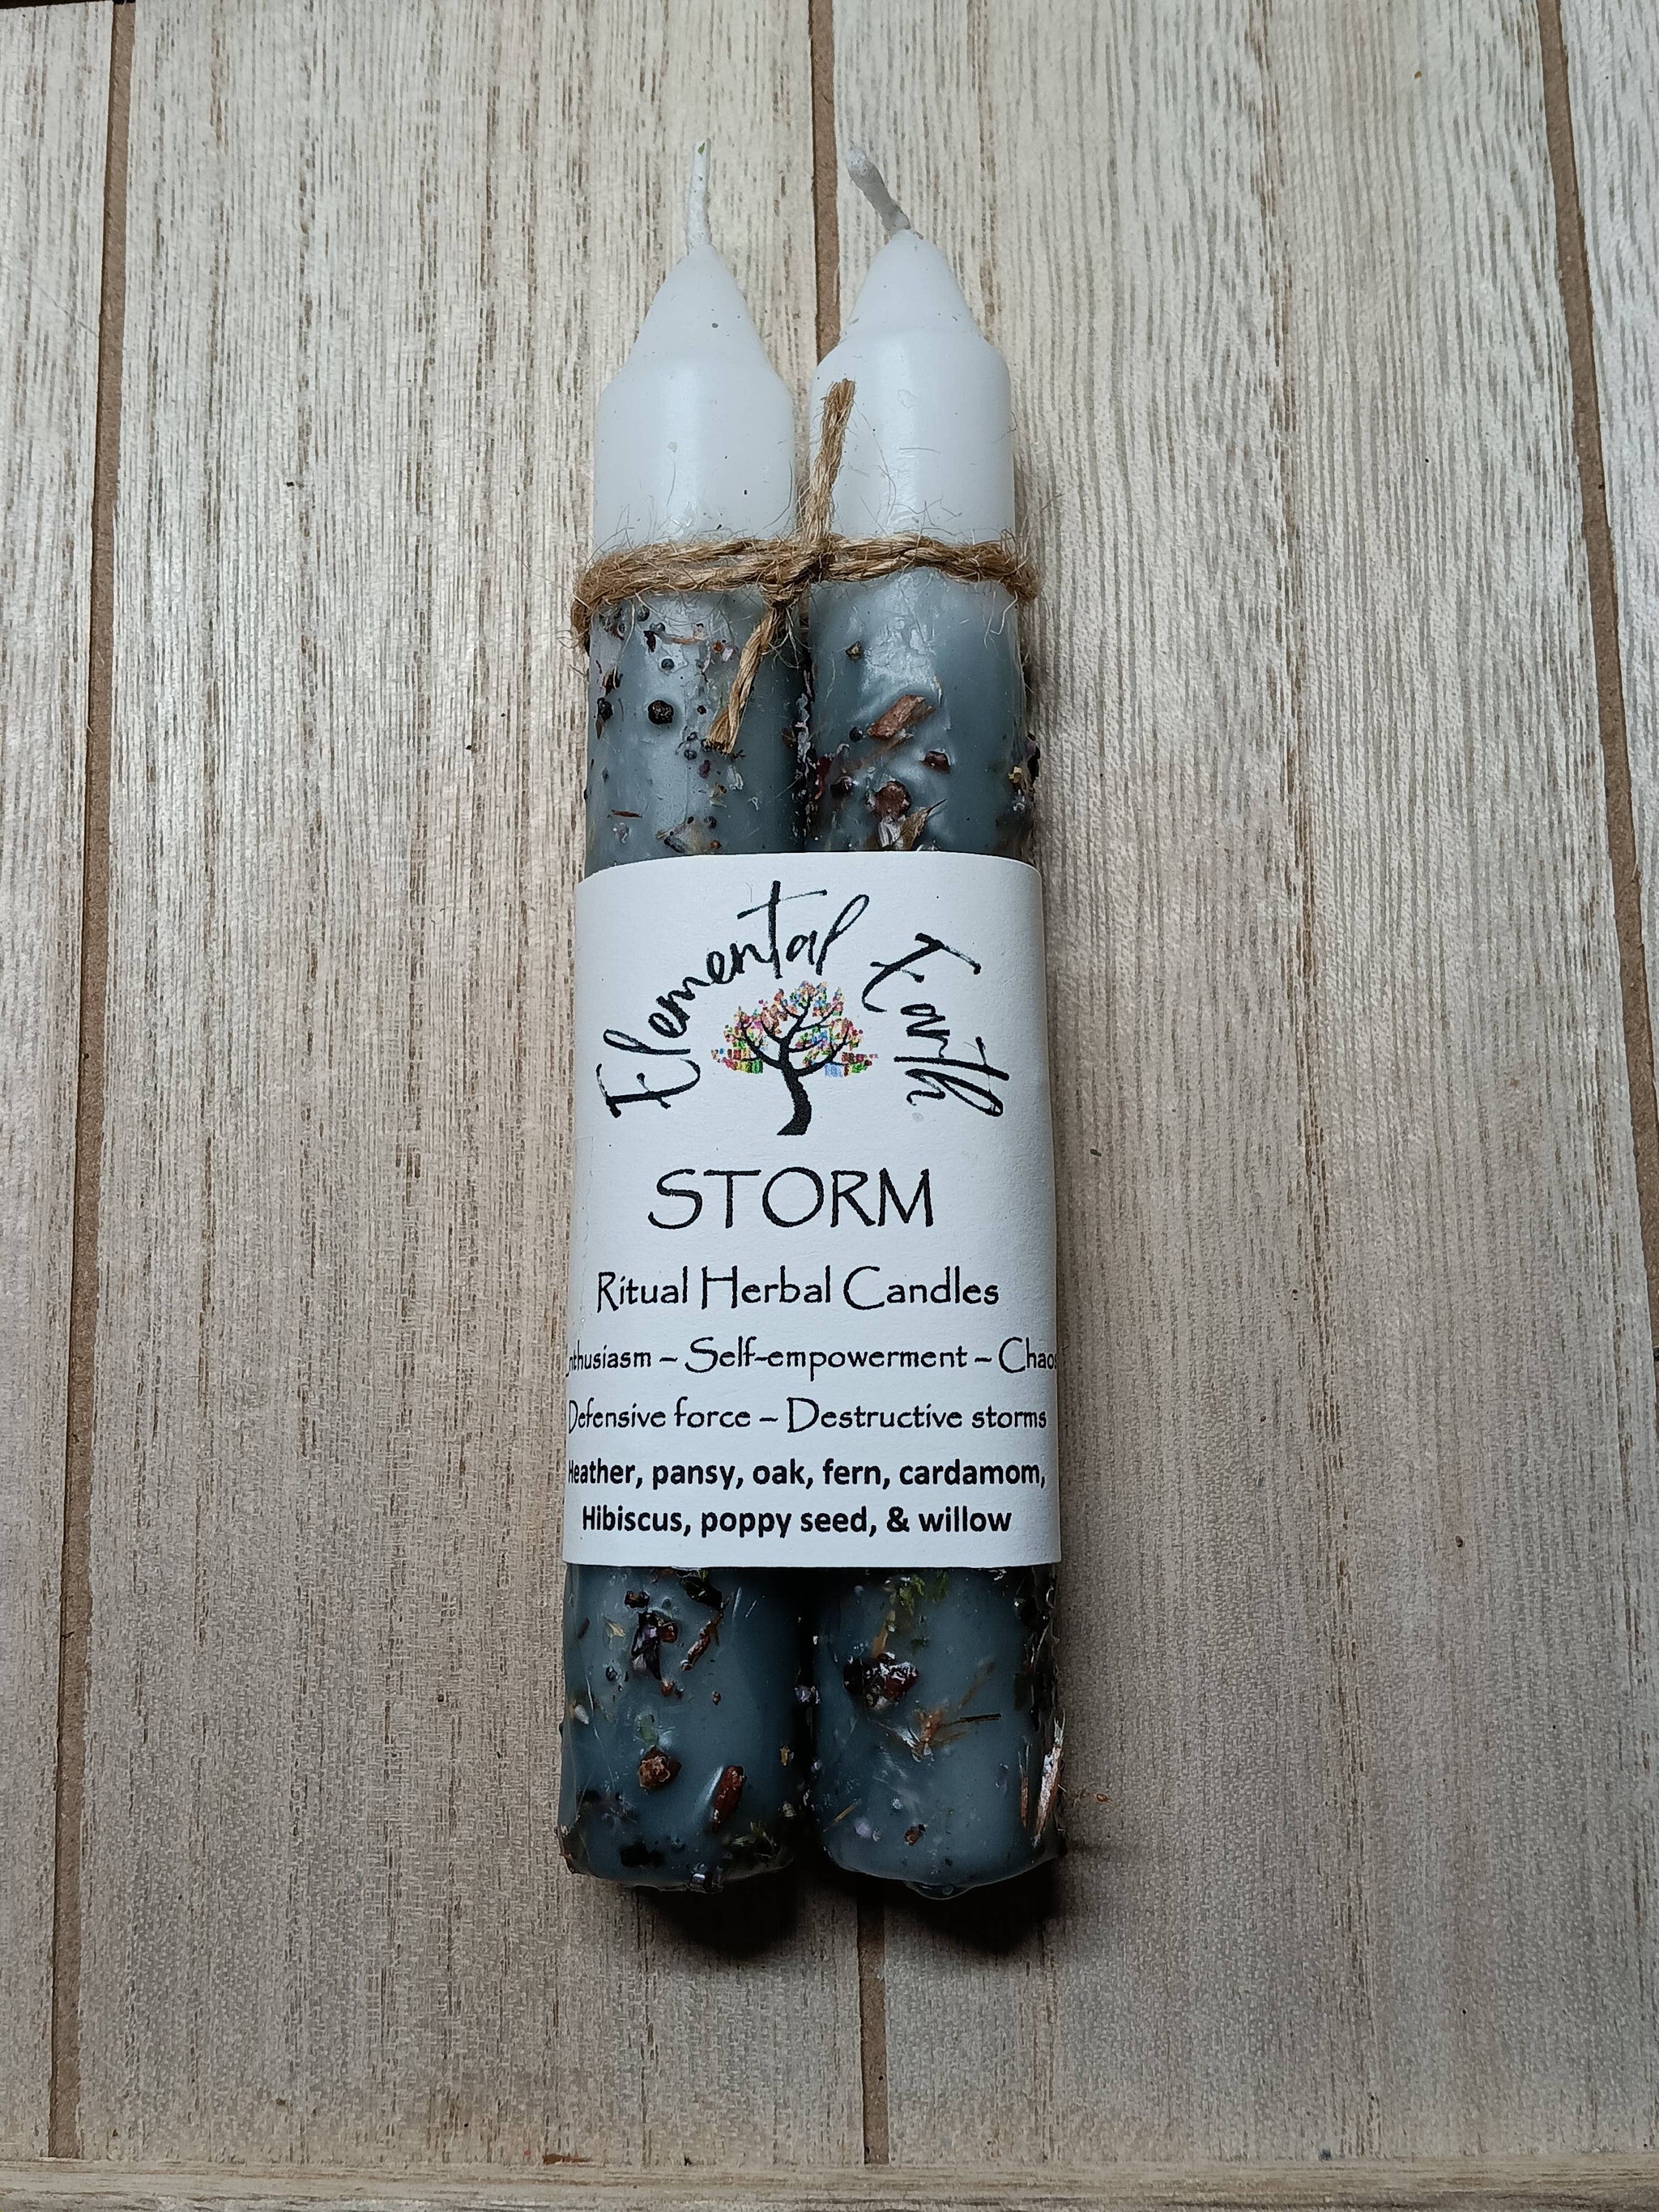 Elemental Earth
STORM
Ritual Herbal Candles
nthusiasm – Self-empowerment – Chaos
Defensive force – Destructive storms
Heather, pansy, oak, fern, cardamom,
Hibiscus, poppy seed, & willow